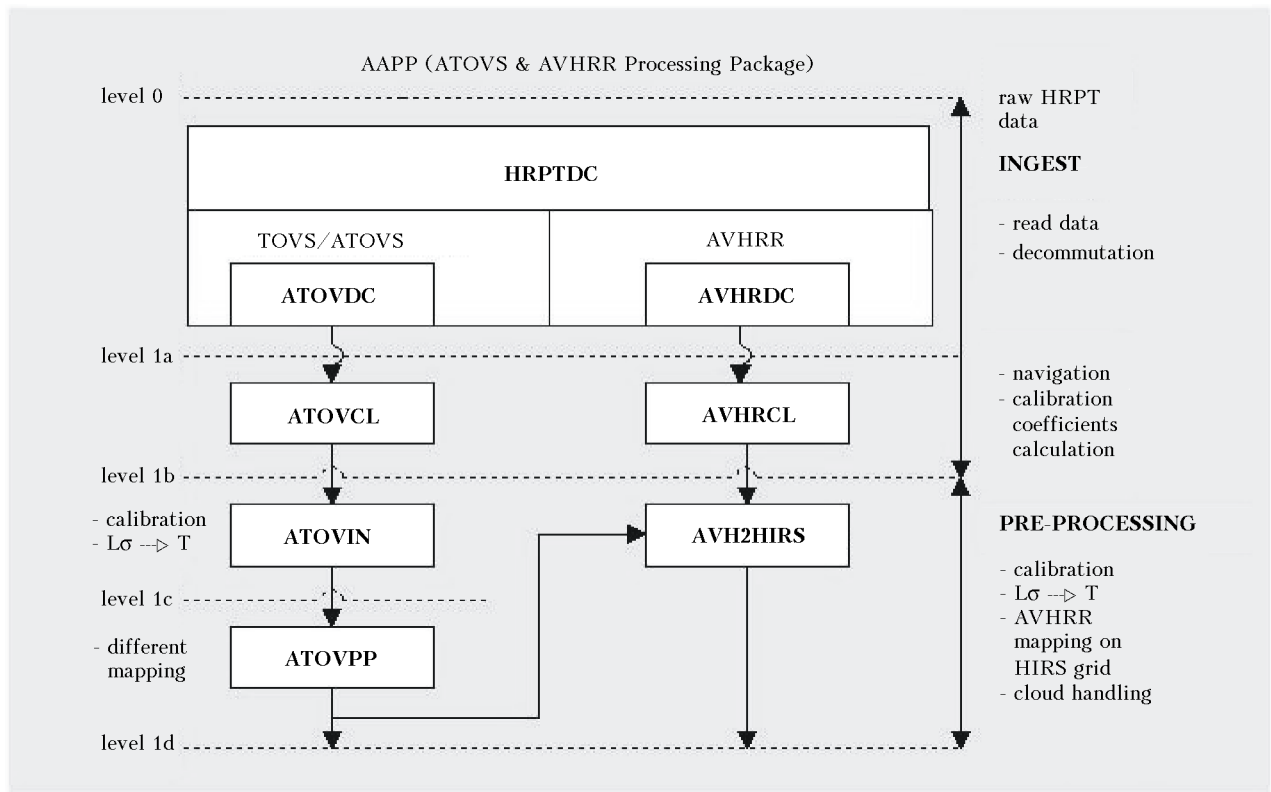 AAPP (ATOVS & AVHRR Processing Package)
level 0
raw HRPT
data
HRPTDC
INGEST
TOVS/ATOVS
AVHRR
- read data
- decommutation
ATOVDC
AVHRDC
level 1a
- navigation
- calibration
coefficients
calculation
ATOVCL
AVHRCL
level 1b
- calibration
- Lσ ---▷ T
ATOVIN
AVH2HIRS
PRE-PROCESSING
- calibration
- Lσ ---▷ T
- AVHRR
mapping on
HIRS grid
- cloud handling
level 1c
- different
mapping
ATOVPP
level 1d